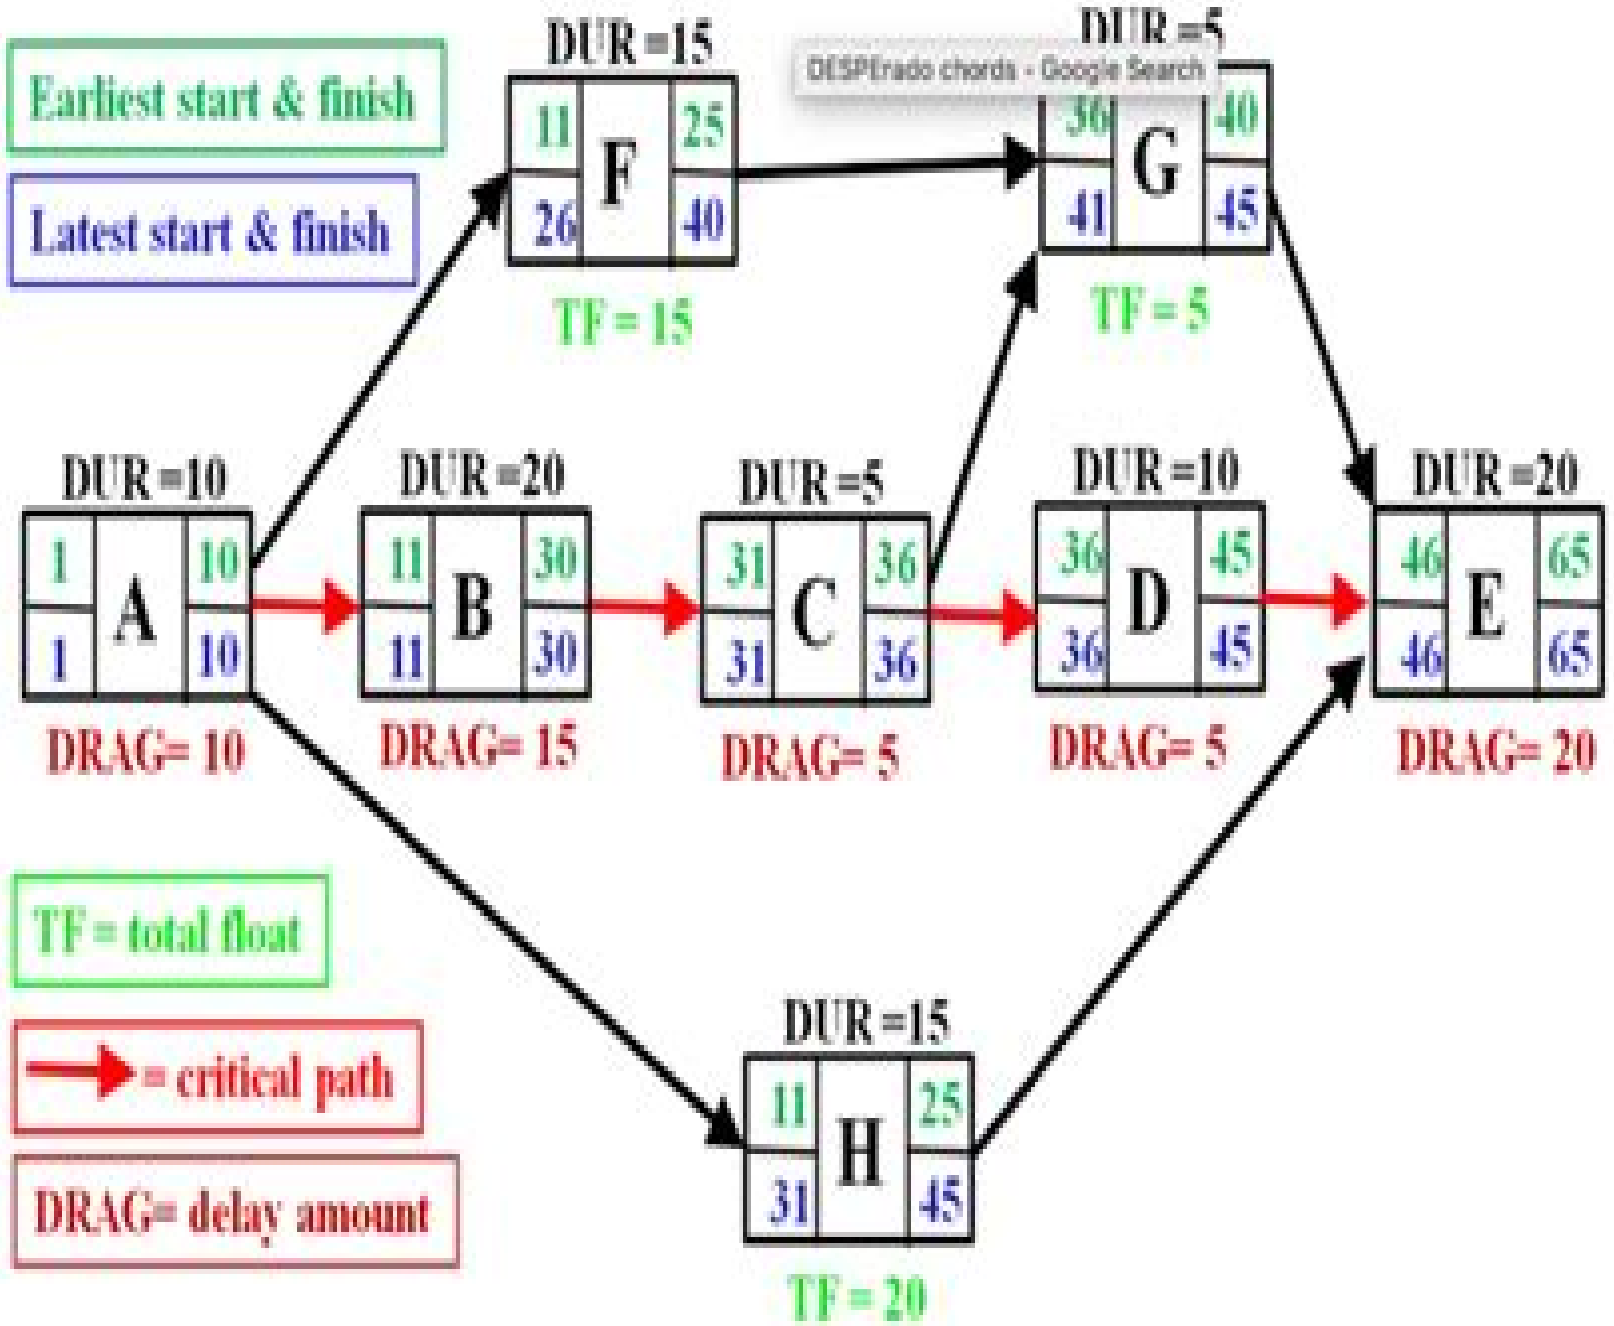 DUR =15
DUR =5
DESPErado chords - Google Search
Earliest start & finish
11 F 25
36 G 40
Latest start & finish
26 40
41 45
TF = 15
TF = 5
DUR =10
DUR =20
DUR =5
DUR =10
DUR =20
1 A 10
11 B 30
31 C 36
36 D 45
46 E 65
1 10
11 30
31 36
36 45
46 65
DRAG= 10
DRAG= 15
DRAG= 5
DRAG= 5
DRAG= 20
TF = total float
= critical path
DUR =15
11 H 25
DRAG= delay amount
31 45
TF = 20